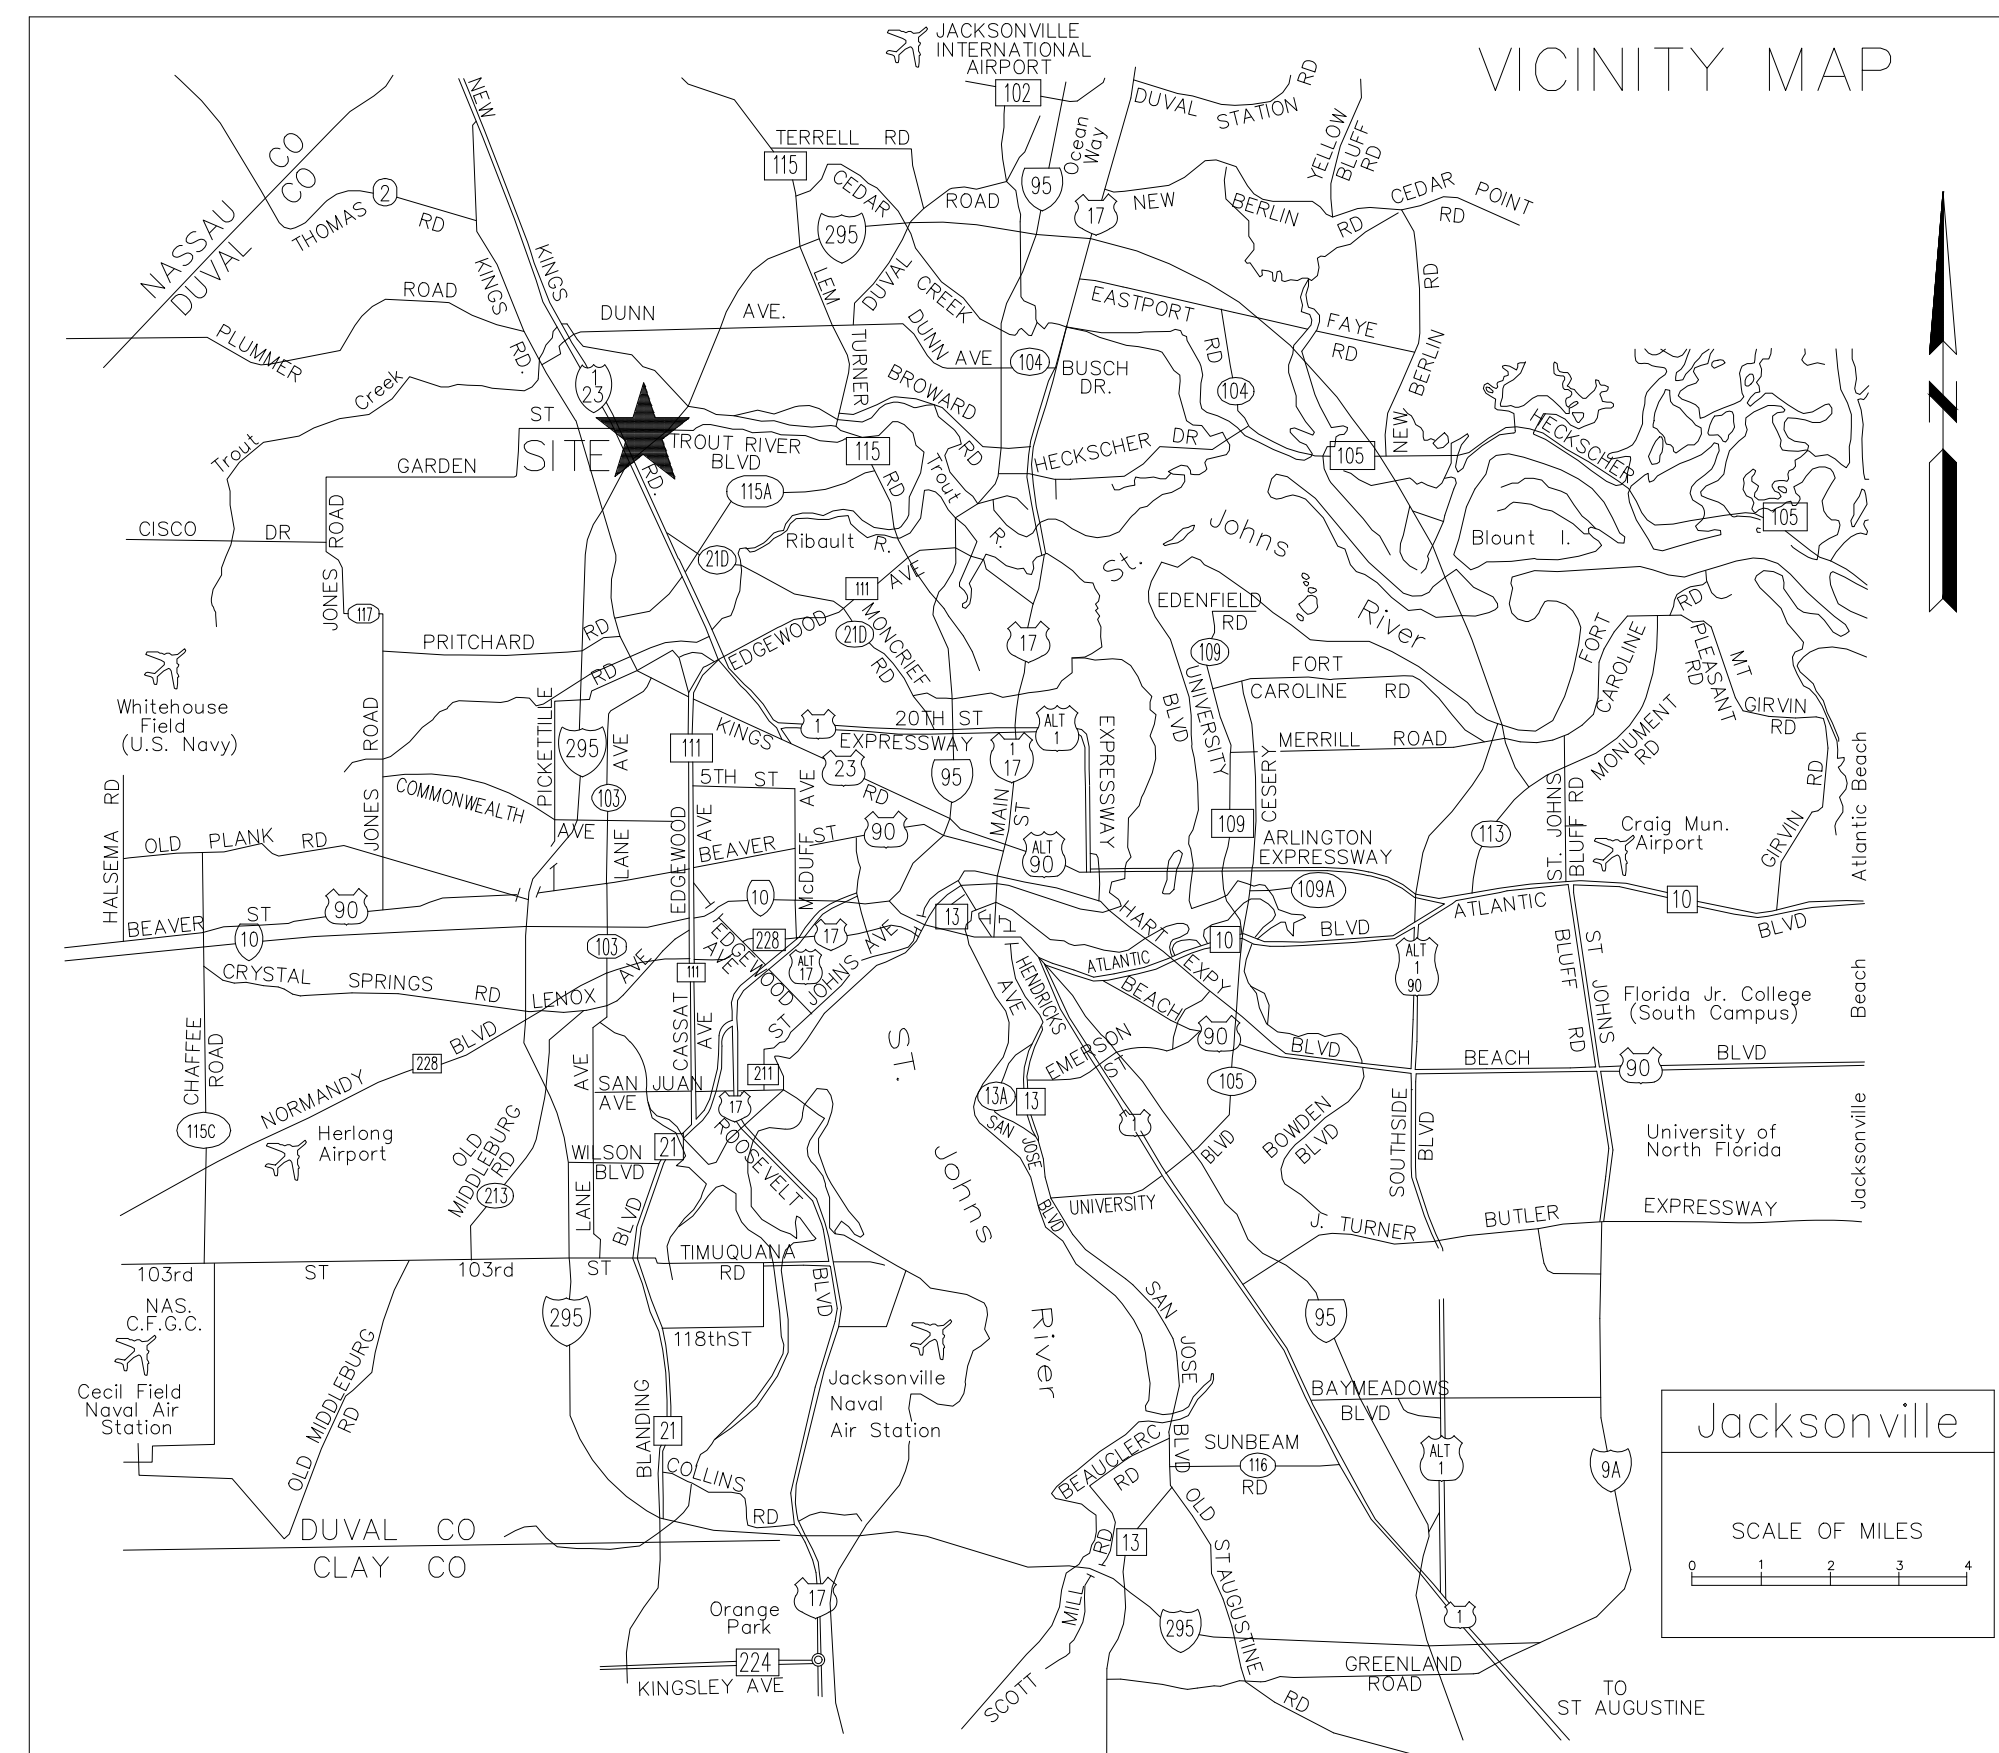 VICINITY MAP
JACKSONVILLE
INTERNATIONAL
AIRPORT
102
NEW
KINGS
RD.
DUVAL STATION RD
YELLOW
BLUFF
RD
Ocean
Way
TERRELL RD
115
CEDAR
CREEK
95
ROAD
DUVAL
17
NEW
BERLIN
RD
CEDAR POINT
RD
NASSAU CO
DUVAL CO
THOMAS
2
RD
295
KINGS
RD.
LEM
TURNER
RD
ROAD
PLUMMER
DUNN AVE.
DUNN AVE
104
BUSCH
DR.
EASTPORT
RD
104
FAYE
RD
NEW BERLIN RD
Trout Creek
1
23
BROWARD
RD
ST
SITE
GARDEN
TROUT RIVER
BLVD
115
115A
HECKSCHER DR
105
HECKSCHER
105
Trout
R.
CISCO DR
JONES ROAD
Ribault R.
21D
St. Johns
River
Blount I.
117
111
EDGEWOOD AVE
21D
MONCRIEF
RD
17
EDENFIELD
RD
109
FORT
CAROLINE RD
FORT
CAROLINE
RD
MT
PLEASANT
RD
GIRVIN
RD
PRITCHARD RD
RD
Whitehouse
Field
(U.S. Navy)
JONES ROAD
PICKETTILLE
295
AVE
LANE
103
111
KINGS
RD
1
20TH ST
EXPRESSWAY
ALT
1
EXPRESSWAY
23
1
17
95
MAIN
ST
BLVD
UNIVERSITY
MERRILL ROAD
CESERY
109
MONUMENT
RD
113
ST. JOHNS
BLUFF RD
Craig Mun.
Airport
GIRVIN RD
Atlantic Beach
HALSEMA RD
OLD PLANK RD
COMMONWEALTH
AVE
JONES
5TH ST
EDGEWOOD AVE
McDUFF AVE
BEAVER ST
90
ALT
90
ARLINGTON
EXPRESSWAY
109A
BEAVER ST
90
10
10
103
228
17
ALT
17
13
HART
EXPY
10
ATLANTIC
BLVD
ATLANTIC
10
BLVD
EDGEWOOD
AVE
111
ST JOHNS AVE
CRYSTAL SPRINGS RD
LENOX AVE
CASSAT
AVE
CHAFFEE
ROAD
115C
NORMANDY
228
BLVD
HENDRICKS
AVE
ATLANTIC
BEACH
90
BLVD
BEACH
90
BLVD
ALT
1
90
ST JOHNS
BLUFF
RD
Florida Jr. College
(South Campus)
Beach
EMERSON
ST
105
SAN JUAN
AVE
211
17
ST.
Johns
River
13A
13
SAN JOSE
BLVD
1
BOWDEN
BLVD
SOUTHSIDE
BLVD
University of
North Florida
Jacksonville
Herlong
Airport
OLD
MIDDLEBURG
RD
213
LANE AVE
WILSON
BLVD
21
ROOSEVELT
BLVD
UNIVERSITY
BLVD
J. TURNER
BUTLER
EXPRESSWAY
103rd ST
103rd ST
TIMUQUANA
RD
BLVD
295
118thST
NAS.
C.F.G.C.
Cecil Field
Naval Air
Station
OLD MIDDLEBURG
RD
Jacksonville
Naval
Air Station
BLANDING
21
COLLINS
RD
SAN
JOSE
BLVD
95
BAYMEADOWS
BLVD
ALT
1
9A
BEAUCLERC
RD
SUNBEAM
116
RD
13
OLD
ST AUGUSTINE
RD
SCOTT
MILL
RD
DUVAL CO
CLAY CO
Orange
Park
17
224
KINGSLEY AVE
295
1
GREENLAND
ROAD
TO
ST AUGUSTINE
Jacksonville
SCALE OF MILES
0 1 2 3 4
N